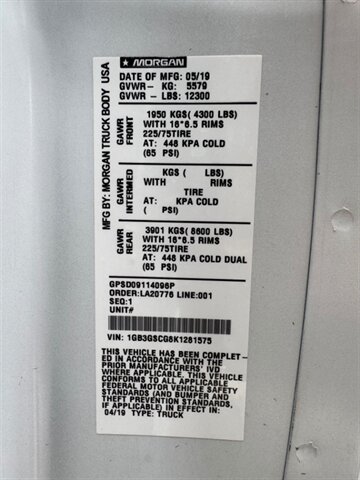 ★ MORGAN
MFG BY: MORGAN TRUCK BODY USA
DATE OF MFG: 05/19
GVWR- KG: 5579
GVWR - LBS: 12300
GAWR FRONT
1950 KGS( 4300 LBS)
WITH 16*6.5 RIMS
225/75TIRE
AT: 448 KPA COLD
(65 PSI)
GAWR INTERMED
KGS ( LBS)
WITH RIMS
TIRE
AT: KPA COLD
( PSI)
GAWR REAR
3901 KGS(8600 LBS)
WITH 16*6.5 RIMS
225/75TIRE
AT: 448 KPA COLD DUAL
(65 PSI)
GPSD09114096P
ORDER:LA20776 LINE:001
SEQ:1
UNIT#
VIN: 1GB3GSCG8K1281575
THIS VEHICLE HAS BEEN COMPLET-
ED IN ACCORDANCE WITH THE
PRIOR MANUFACTURERS' IVD
WHERE APPLICABLE. THIS VEHICLE
CONFORMS TO ALL APPLICABLE
FEDERAL MOTOR VEHICLE SAFETY
STANDARDS (AND BUMPER AND
THEFT PREVENTION STANDARDS
IF APPLICABLE) IN EFFECT IN:
04/19 TYPE: TRUCK